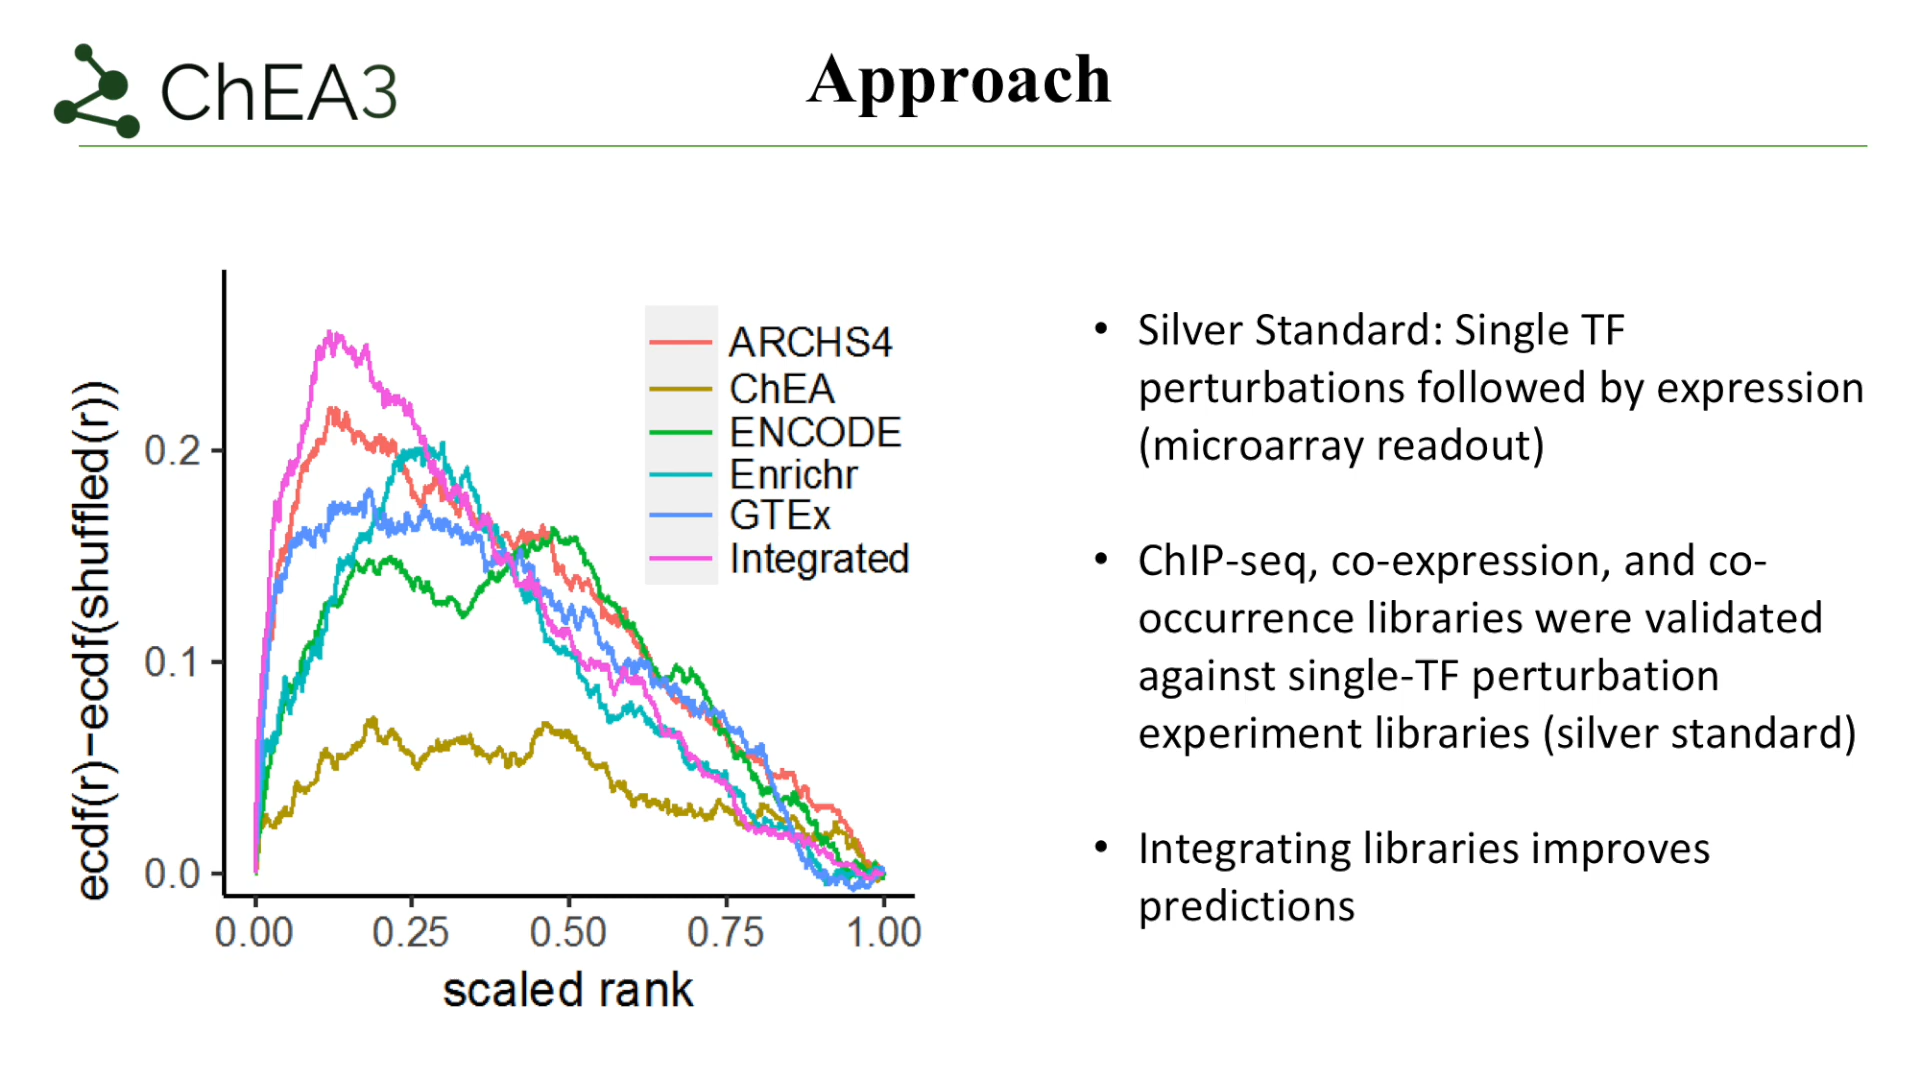 ChEA3
Approach
ecdf(r)−ecdf(shuffled(r))
0.2
0.1
0.0
0.00 0.25 0.50 0.75 1.00
scaled rank
ARCHS4
ChEA
ENCODE
Enrichr
GTEx
Integrated
• Silver Standard: Single TF
perturbations followed by expression
(microarray readout)
• ChIP-seq, co-expression, and co-
occurrence libraries were validated
against single-TF perturbation
experiment libraries (silver standard)
• Integrating libraries improves
predictions